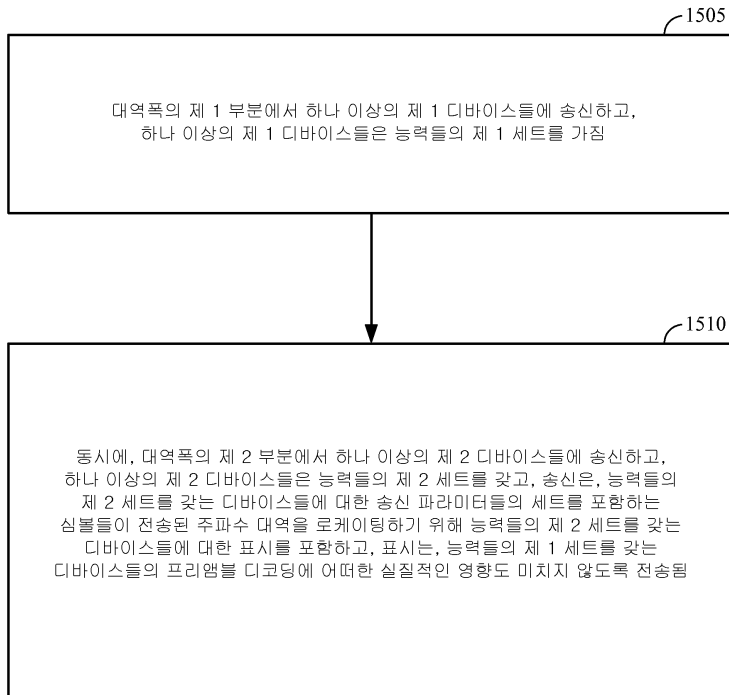 1505
대역폭의 제 1 부분에서 하나 이상의 제 1 디바이스들에 송신하고,
하나 이상의 제 1 디바이스들은 능력들의 제 1 세트를 가짐
1510
동시에, 대역폭의 제 2 부분에서 하나 이상의 제 2 디바이스들에 송신하고,
하나 이상의 제 2 디바이스들은 능력들의 제 2 세트를 갖고, 송신은, 능력들의
제 2 세트를 갖는 디바이스들에 대한 송신 파라미터들의 세트를 포함하는
심볼들이 전송된 주파수 대역을 로케이팅하기 위해 능력들의 제 2 세트를 갖는
디바이스들에 대한 표시를 포함하고, 표시는, 능력들의 제 1 세트를 갖는
디바이스들의 프리앰블 디코딩에 어떠한 실질적인 영향도 미치지 않도록 전송됨